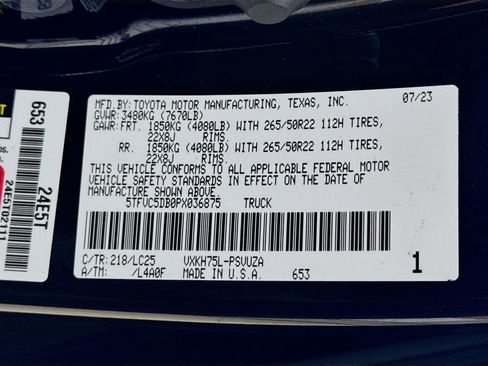 MFD.BY:TOYOTA MOTOR MANUFACTURING, TEXAS, INC. 07/23
GVWR:3480KG (7670LB)
GAWR:FRT. 1850KG (4080LB) WITH 265/50R22 112H TIRES,
22X8J RIMS.
RR. 1850KG (4080LB) WITH 265/50R22 112H TIRES,
22X8J RIMS.
THIS VEHICLE CONFORMS TO ALL APPLICABLE FEDERAL MOTOR
VEHICLE SAFETY STANDARDS IN EFFECT ON THE DATE OF
MANUFACTURE SHOWN ABOVE.
5TFVC5DB0PX036875 TRUCK
C/TR:218/LC25 VXKH75L-PSVUZA
A/TM: /L4A0F MADE IN U.S.A. 653 1
653
24E5T
24E5T02111